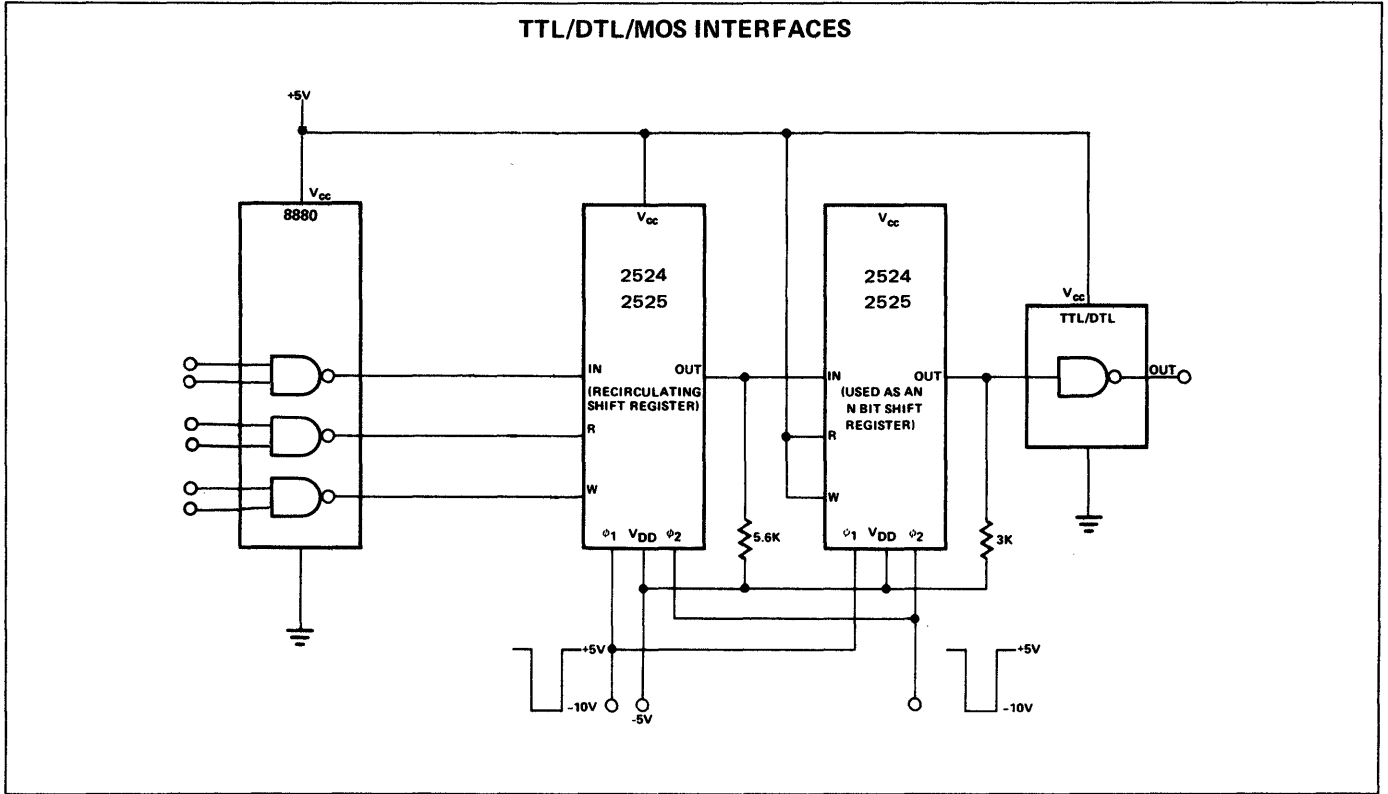 TTL/DTL/MOS INTERFACES
+5V
Vcc
8880
Vcc
2524
2525
IN
OUT
(RECIRCULATING
SHIFT REGISTER)
R
W
ϕ1 VDD ϕ2
5.6K
Vcc
2524
2525
IN
OUT
(USED AS AN
N BIT SHIFT
REGISTER)
R
W
ϕ1 VDD ϕ2
3K
Vcc
TTL/DTL
OUT
+5V
-10V
-5V
+5V
-10V